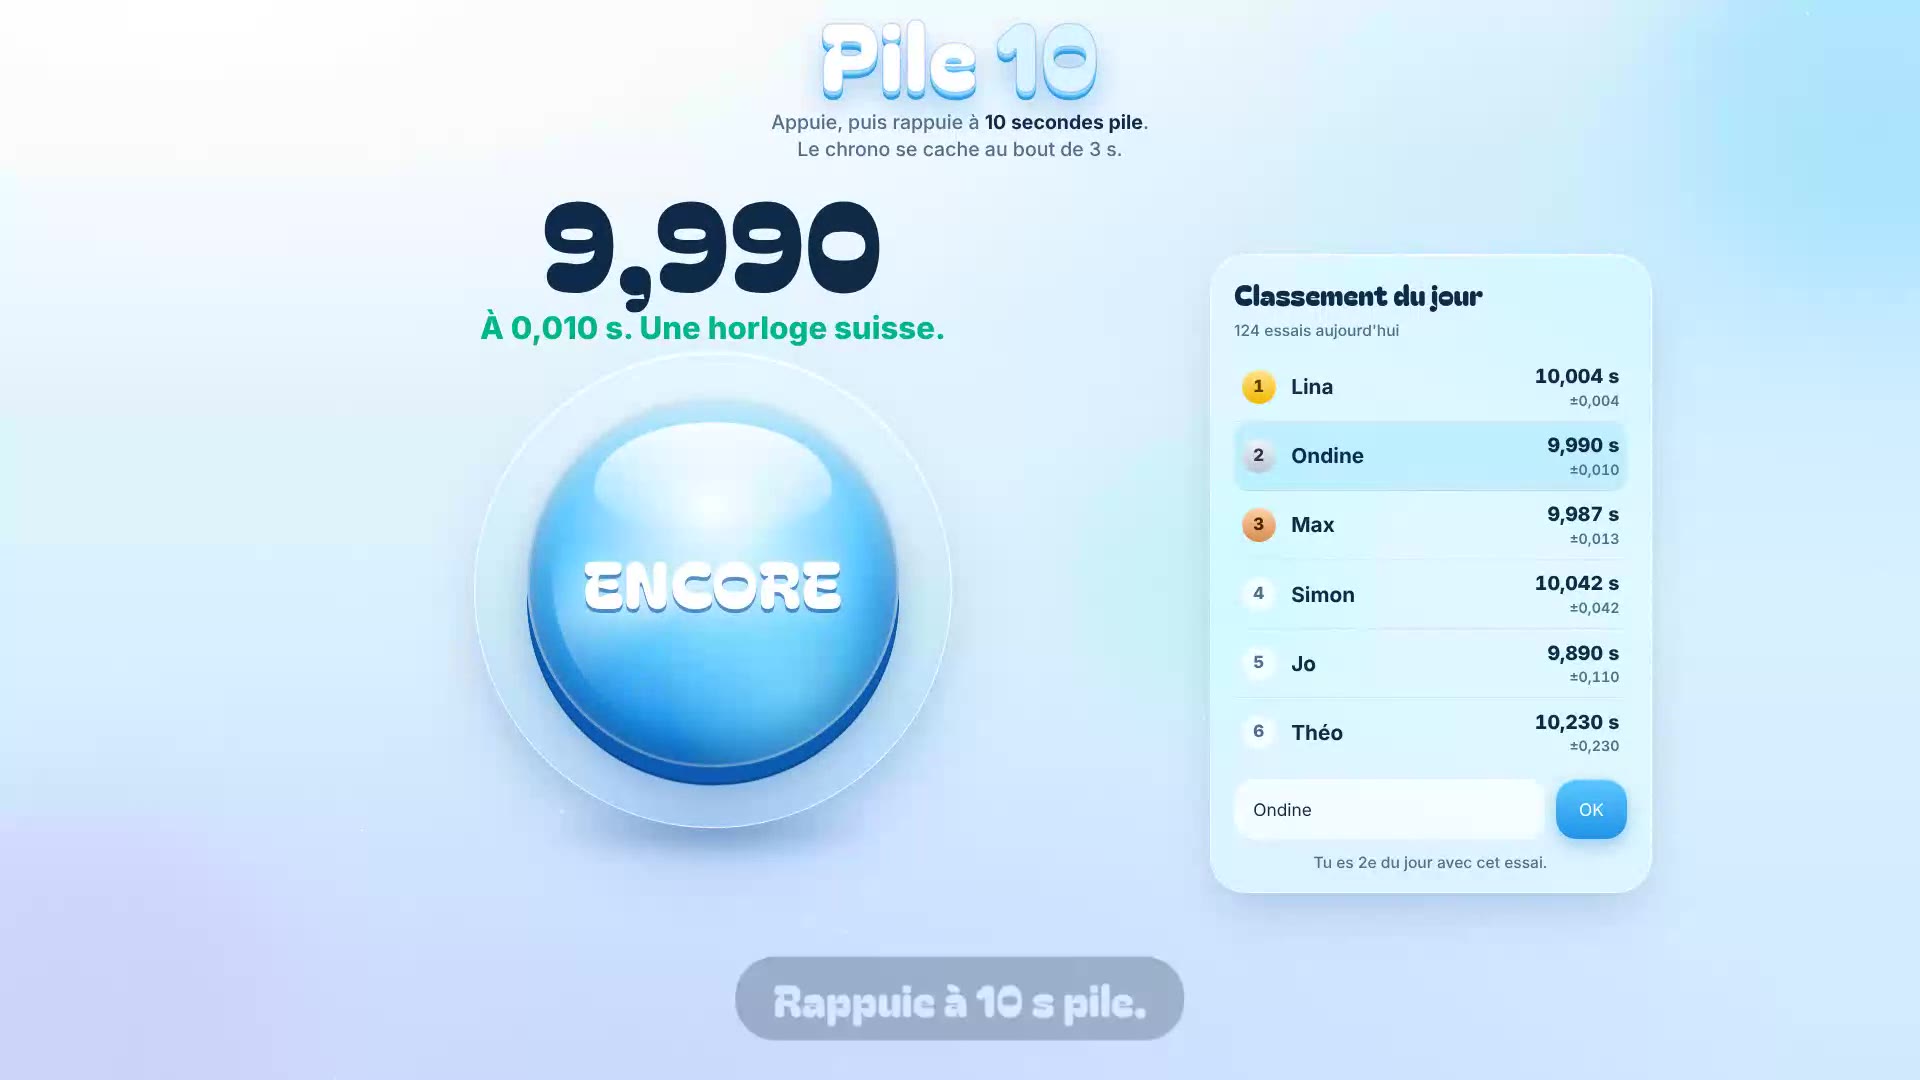 Pile 10
Appuie, puis rappuie à 10 secondes pile.
Le chrono se cache au bout de 3 s.
9,990
À 0,010 s. Une horloge suisse.
ENCORE
Classement du jour
124 essais aujourd'hui
1 Lina 10,004 s
±0,004
2 Ondine 9,990 s
±0,010
3 Max 9,987 s
±0,013
4 Simon 10,042 s
±0,042
5 Jo 9,890 s
±0,110
6 Théo 10,230 s
±0,230
Ondine OK
Tu es 2e du jour avec cet essai.
Rappuie à 10 s pile.